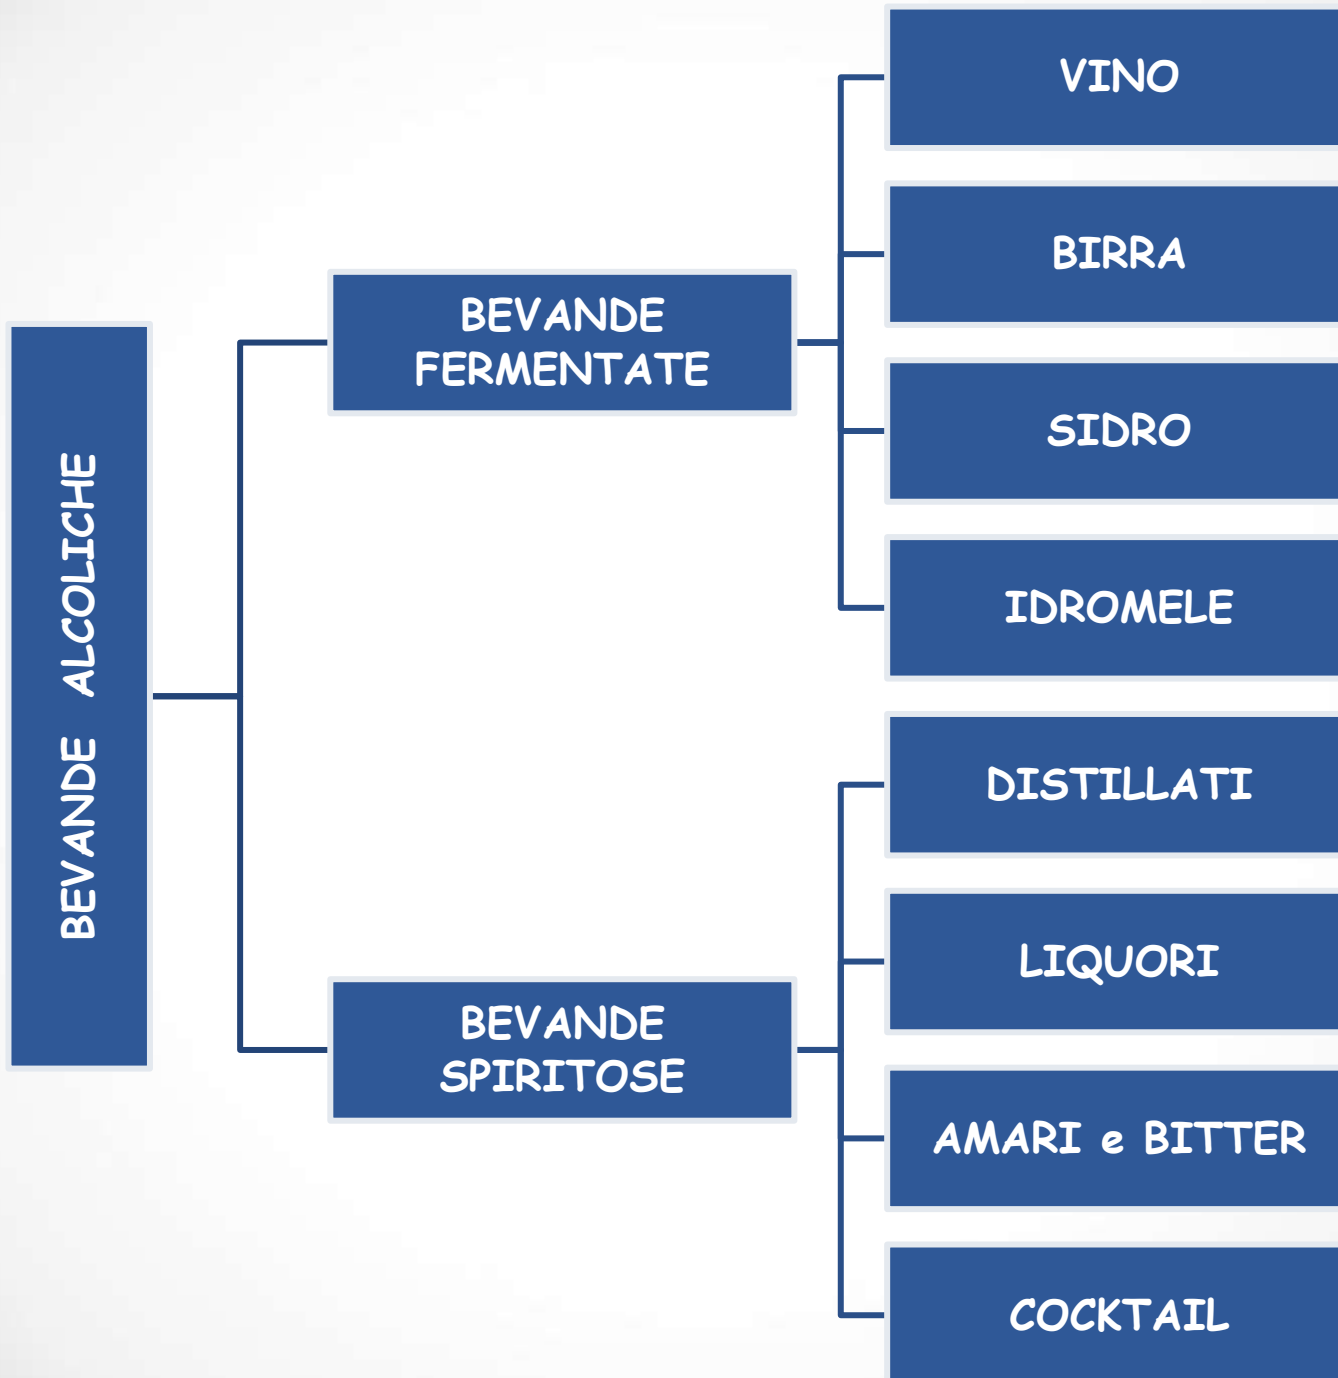 BEVANDE ALCOLICHE
BEVANDE
FERMENTATE
VINO
BIRRA
SIDRO
IDROMELE
BEVANDE
SPIRITOSE
DISTILLATI
LIQUORI
AMARI e BITTER
COCKTAIL